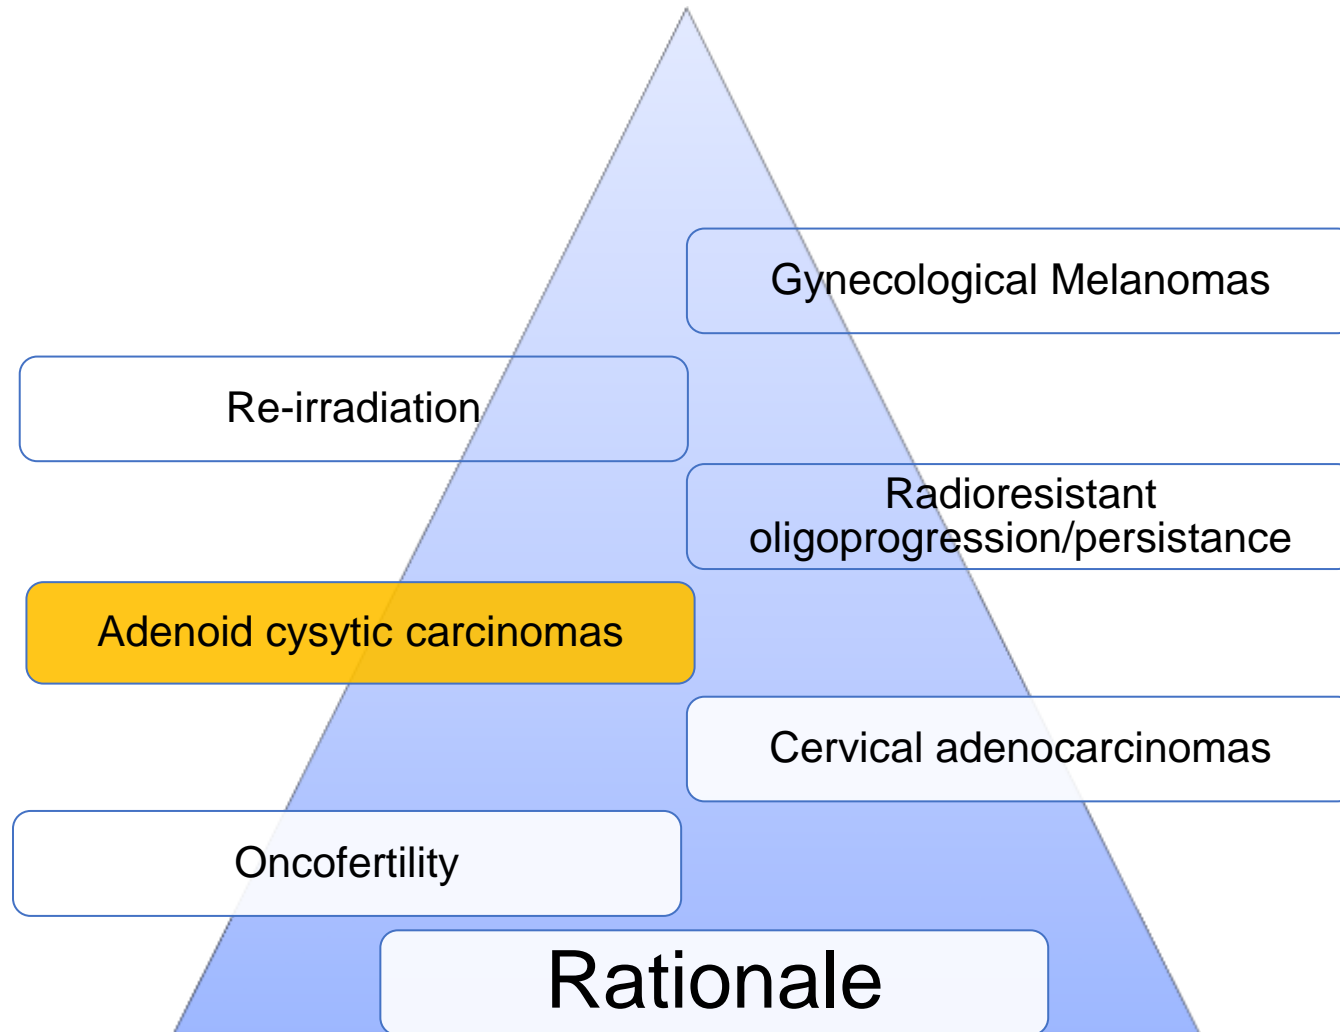 Gynecological Melanomas
Re-irradiation
Radioresistant
oligoprogression/persistance
Adenoid cysytic carcinomas
Cervical adenocarcinomas
Oncofertility
Rationale